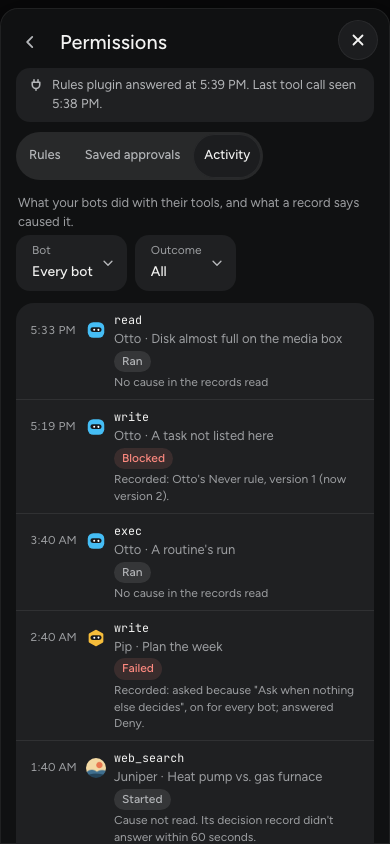 Permissions
Rules plugin answered at 5:39 PM. Last tool call seen
5:38 PM.
Rules
Saved approvals
Activity
What your bots did with their tools, and what a record says
caused it.
Bot
Every bot
Outcome
All
5:33 PM
read
Otto · Disk almost full on the media box
Ran
No cause in the records read
5:19 PM
write
Otto · A task not listed here
Blocked
Recorded: Otto's Never rule, version 1 (now
version 2).
3:40 AM
exec
Otto · A routine's run
Ran
No cause in the records read
2:40 AM
write
Pip · Plan the week
Failed
Recorded: asked because "Ask when nothing
else decides", on for every bot; answered
Deny.
1:40 AM
web_search
Juniper · Heat pump vs. gas furnace
Started
Cause not read. Its decision record didn't
answer within 60 seconds.